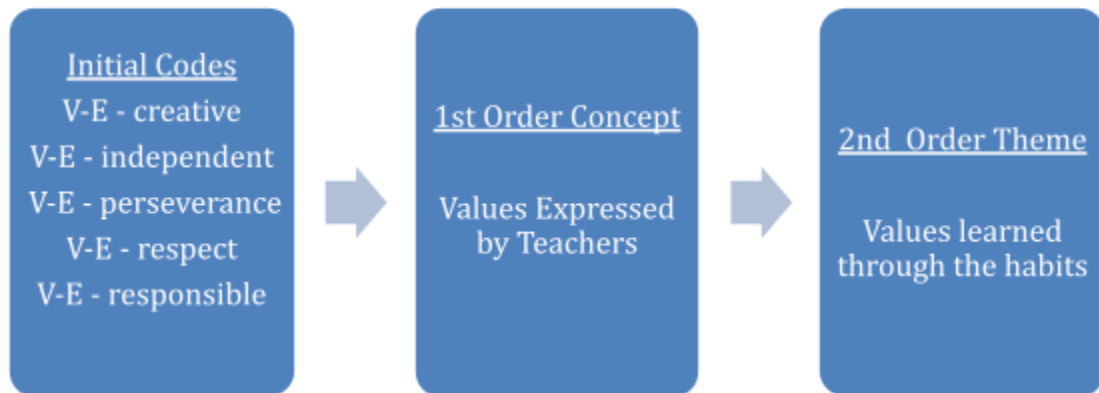 Initial Codes
V-E - creative
V-E - independent
V-E - perseverance
V-E - respect
V-E - responsible
1st Order Concept
Values Expressed
by Teachers
2nd Order Theme
Values learned
through the habits